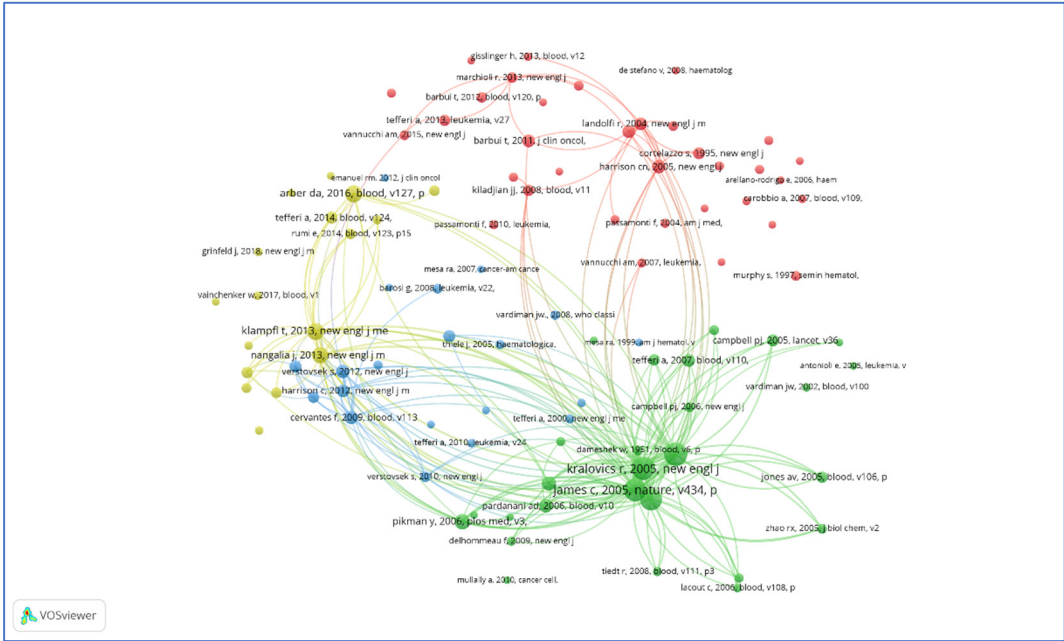 gisslinger h, 2013, blood, v12
de stefano v, 2008, haematolog
marchioli r, 2013, new engl j
barbui t, 2012, blood, v120, p
tefferi a, 2013, leukemia, v27
landolfi r, 2004, new engl j m
vannucchi am, 2015, new engl j
barbui t, 2011, j clin oncol,
cortelazzo s, 1995, new engl j
harrison cn, 2005, new engl j
emanuel rm, 2012, j clin oncol
arellano-rodrigo e, 2006, haem
arber da, 2016, blood, v127, p
kiladjian jj, 2008, blood, v11
carobbio a, 2007, blood, v109,
tefferi a, 2014, blood, v124,
passamonti f, 2010, leukemia,
passamonti f, 2004, am j med,
rumi e, 2014, blood, v123, p15
grinfeld j, 2018, new engl j m
mesa ra, 2007, cancer-am cance
vannucchi am, 2007, leukemia,
murphy s, 1997, semin hematol,
barosi g, 2008, leukemia, v22,
vainchenker w, 2017, blood, v1
vardiman jw., 2008, who classi
klampfl t, 2013, new engl j me
thiele j, 2005, haematologica,
mesa ra, 1999, am j hematol, v
campbell pj, 2005, lancet, v36
nangalia j, 2013, new engl j m
tefferi a, 2007, blood, v110,
antonioli e, 2005, leukemia, v
verstovsek s, 2012, new engl j
vardiman jw, 2002, blood, v100
harrison c, 2012, new engl j m
campbell pj, 2006, new engl j
cervantes f, 2009, blood, v113
tefferi a, 2000, new engl j me
tefferi a, 2010, leukemia, v24
dameshek w, 1951, blood, v6, p
kralovics r, 2005, new engl j
verstovsek s, 2010, new engl j
jones av, 2005, blood, v106, p
james c, 2005, nature, v434, p
pardanani ad, 2006, blood, v10
pikman y, 2006, plos med, v3,
zhao rx, 2005, j biol chem, v2
delhommeau f, 2009, new engl j
tiedt r, 2008, blood, v111, p3
mullally a, 2010, cancer cell,
lacout c, 2006, blood, v108, p
VOSviewer